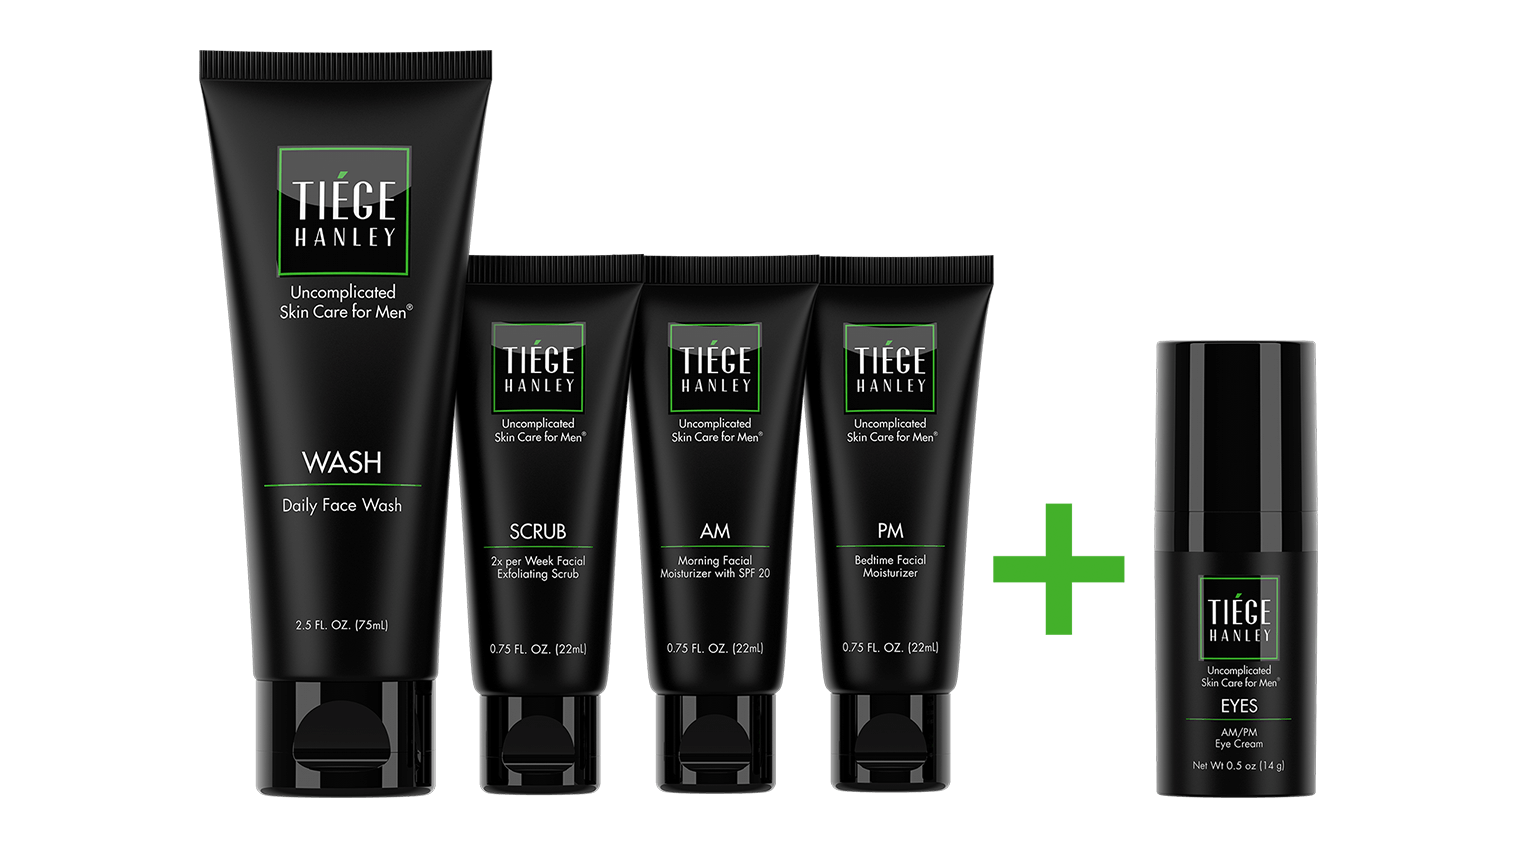 TIÉGE
HANLEY
Uncomplicated
Skin Care for Men®
WASH
Daily Face Wash
2.5 FL. OZ. (75mL)
TIÉGE
HANLEY
Uncomplicated
Skin Care for Men®
SCRUB
2x per Week Facial
Exfoliating Scrub
0.75 FL. OZ. (22mL)
TIÉGE
HANLEY
Uncomplicated
Skin Care for Men®
AM
Morning Facial
Moisturizer with SPF 20
0.75 FL. OZ. (22mL)
TIÉGE
HANLEY
Uncomplicated
Skin Care for Men®
PM
Bedtime Facial
Moisturizer
0.75 FL. OZ. (22mL)
TIÉGE
HANLEY
Uncomplicated
Skin Care for Men®
EYES
AM/PM
Eye Cream
Net Wt 0.5 oz (14 g)